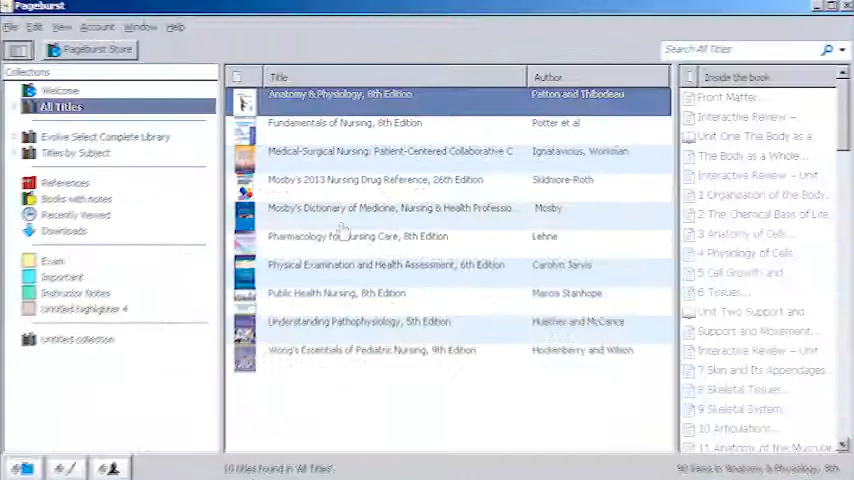 Pageburst
File Edit View Account Window Help
Pageburst Store
Search All Titles
Collections
Welcome
All Titles
Evolve Select Complete Library
Titles by Subject
References
Books with notes
Recently Viewed
Downloads
Exam
Important
Instructor Notes
Untitled highlighter 4
untitled collection
Title Author
Anatomy & Physiology, 8th Edition Patton and Thibodeau
Fundamentals of Nursing, 8th Edition Potter et al
Medical-Surgical Nursing: Patient-Centered Collaborative C Ignatavicius, Workman
Mosby's 2013 Nursing Drug Reference, 26th Edition Skidmore-Roth
Mosby's Dictionary of Medicine, Nursing & Health Professio... Mosby
Pharmacology for Nursing Care, 8th Edition Lehne
Physical Examination and Health Assessment, 6th Edition Carolyn Jarvis
Public Health Nursing, 8th Edition Marcia Stanhope
Understanding Pathophysiology, 5th Edition Huether and McCance
Wong's Essentials of Pediatric Nursing, 9th Edition Hockenberry and Wilson
Inside the book
Front Matter...
Interactive Review –
Unit One The Body as a
The Body as a Whole...
Interactive Review – Unit
1 Organization of the Body.
2 The Chemical Basis of Life
3 Anatomy of Cells...
4 Physiology of Cells
5 Cell Growth and
6 Tissues...
Unit Two Support and
Support and Movement...
Interactive Review – Unit
7 Skin and Its Appendages
8 Skeletal Tissues...
9 Skeletal System
10 Articulations...
11 Anatomy of the Muscular
10 titles found in 'All Titles'.
90 items in 'Anatomy & Physiology, 8th